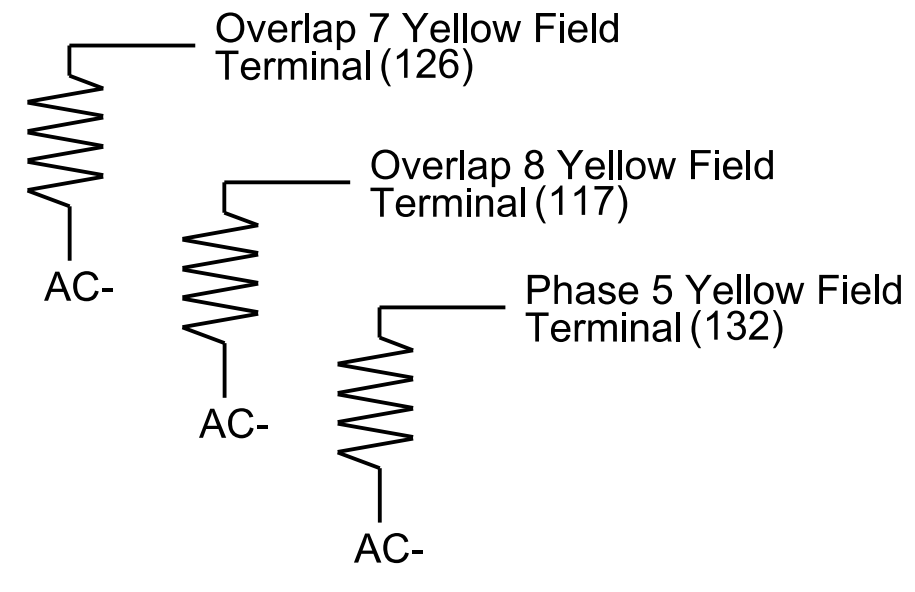 Overlap 7 Yellow Field
Terminal (126)
AC-
Overlap 8 Yellow Field
Terminal (117)
AC-
Phase 5 Yellow Field
Terminal (132)
AC-